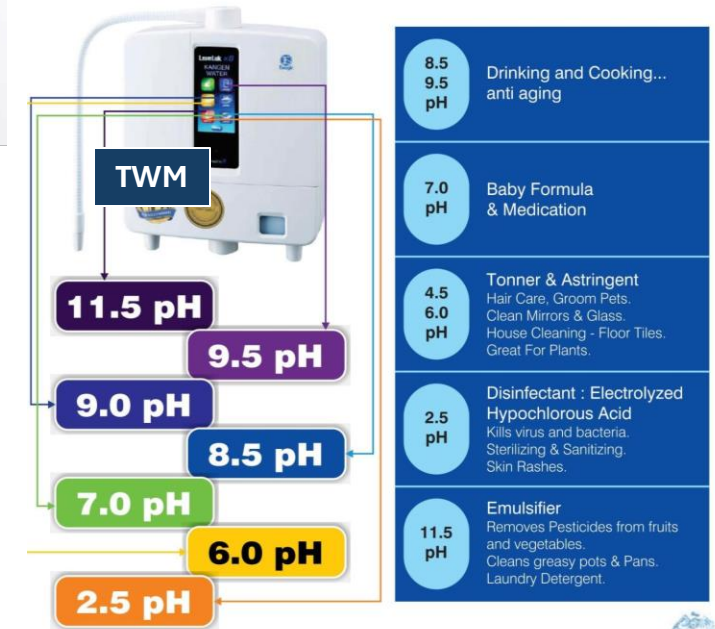 LeveLuk
KANGEN
WATER
TWM
11.5 pH
9.5 pH
9.0 pH
8.5 pH
7.0 pH
6.0 pH
2.5 pH
8.5
9.5
pH
Drinking and Cooking...
anti aging
7.0
pH
Baby Formula
& Medication
4.5
6.0
pH
Tonner & Astringent
Hair Care, Groom Pets.
Clean Mirrors & Glass.
House Cleaning - Floor Tiles.
Great For Plants.
2.5
pH
Disinfectant : Electrolyzed
Hypochlorous Acid
Kills virus and bacteria.
Sterilizing & Sanitizing.
Skin Rashes.
11.5
pH
Emulsifier
Removes Pesticides from fruits
and vegetables.
Cleans greasy pots & Pans.
Laundry Detergent.